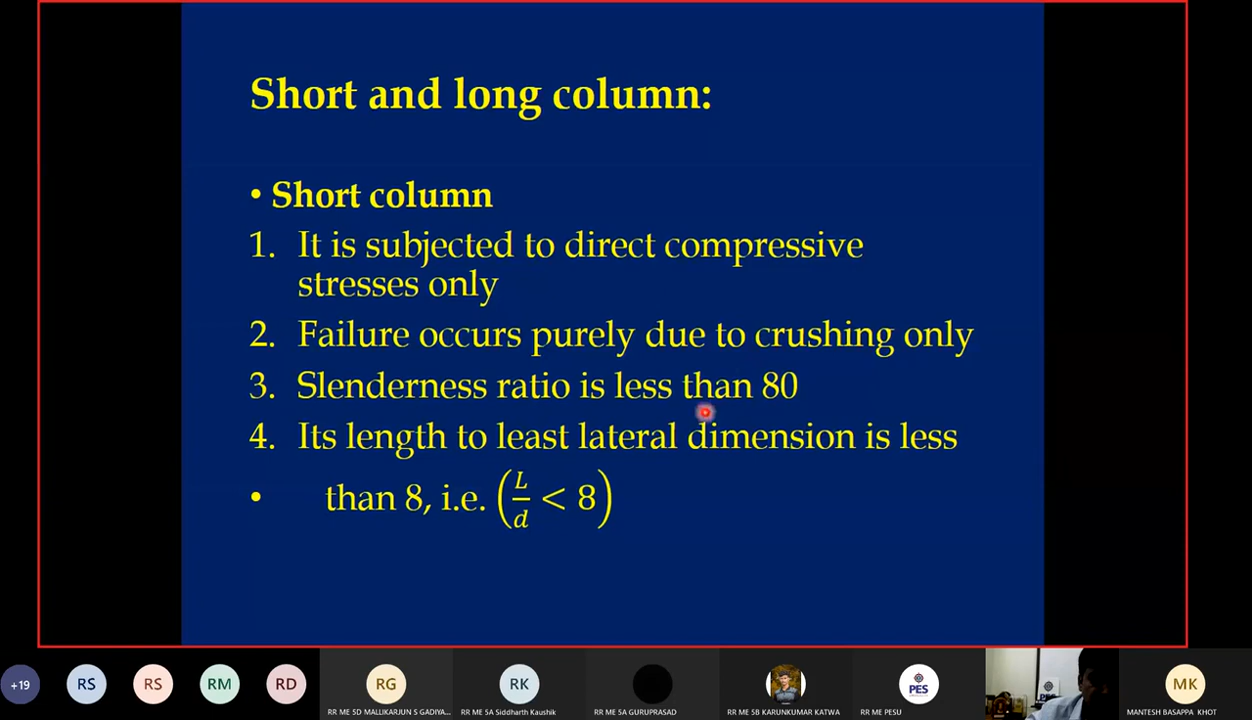 Short and long column:
• Short column
1. It is subjected to direct compressive
stresses only
2. Failure occurs purely due to crushing only
3. Slenderness ratio is less than 80
4. Its length to least lateral dimension is less
• than 8, i.e. (L/d < 8)
+19 RS RS RM RD RG RK PES MK
RR ME 5D MALLIKARJUN S GADIYA... RR ME 5A Siddharth Kaushik RR ME 5A GURUPRASAD RR ME 5B KARUNKUMAR KATWA RR ME PESU MANTESH BASAPPA KHOT